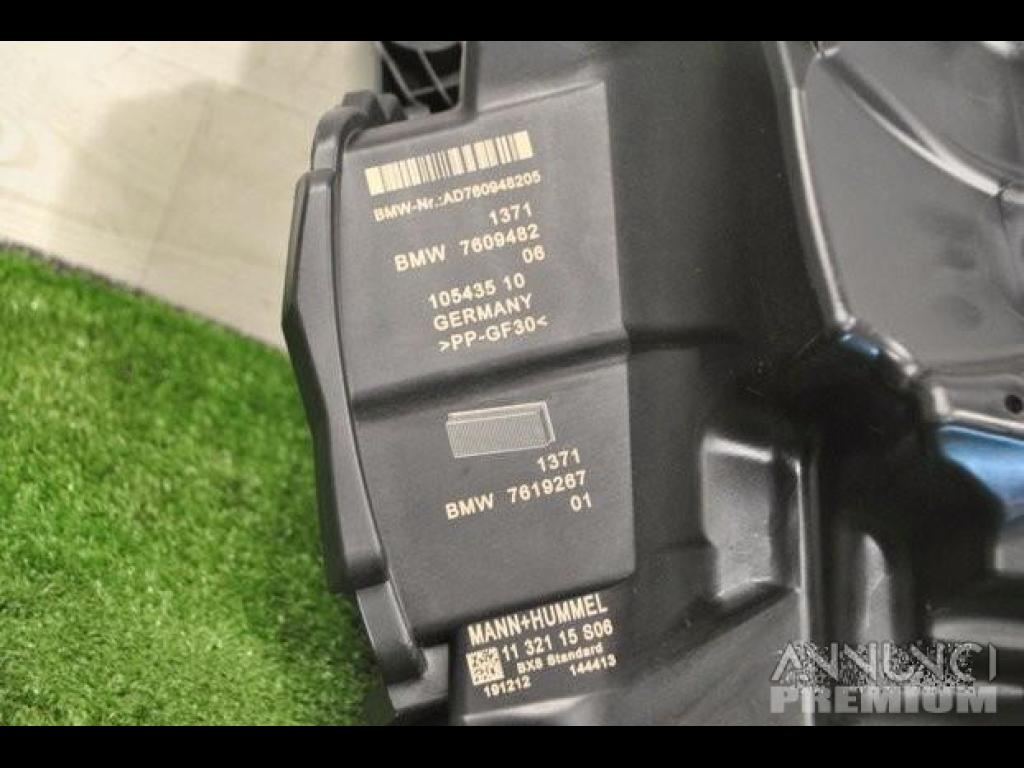 BMW-Nr.:AD760948205
1371
BMW 7609482
06
105435 10
GERMANY
>PP-GF30<
1371
BMW 7619267
01
MANN+HUMMEL
11 321 15 S06
BX8 Standard
191212 144413
ANNUNCI
PREMIUM